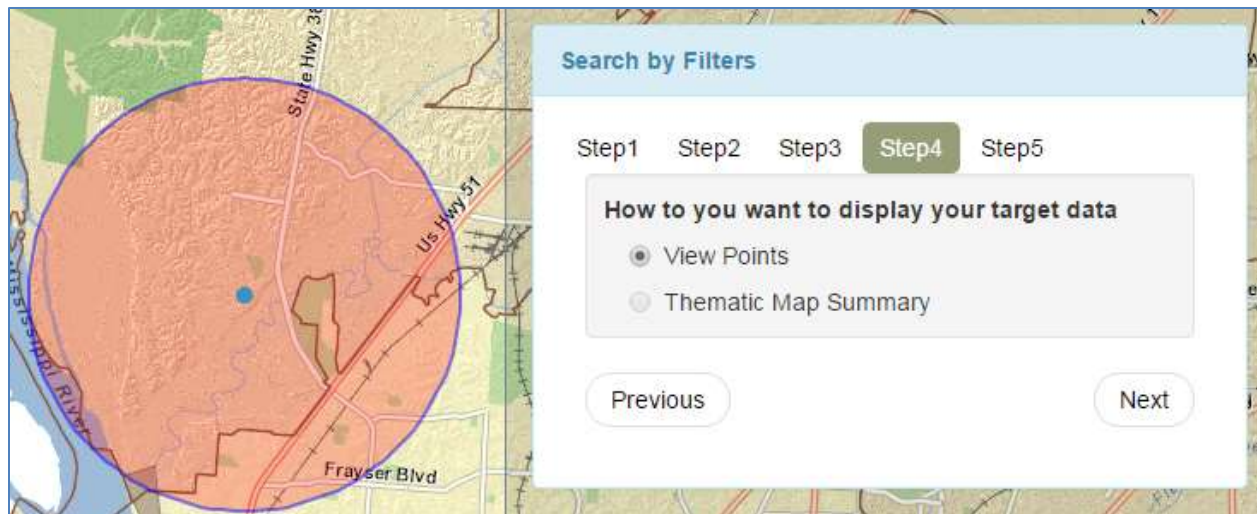 State Hwy 38
Us Hwy 51
Mississippi River
Frayser Blvd
Search by Filters
Step1 Step2 Step3 Step4 Step5
How to you want to display your target data
View Points
Thematic Map Summary
Previous Next